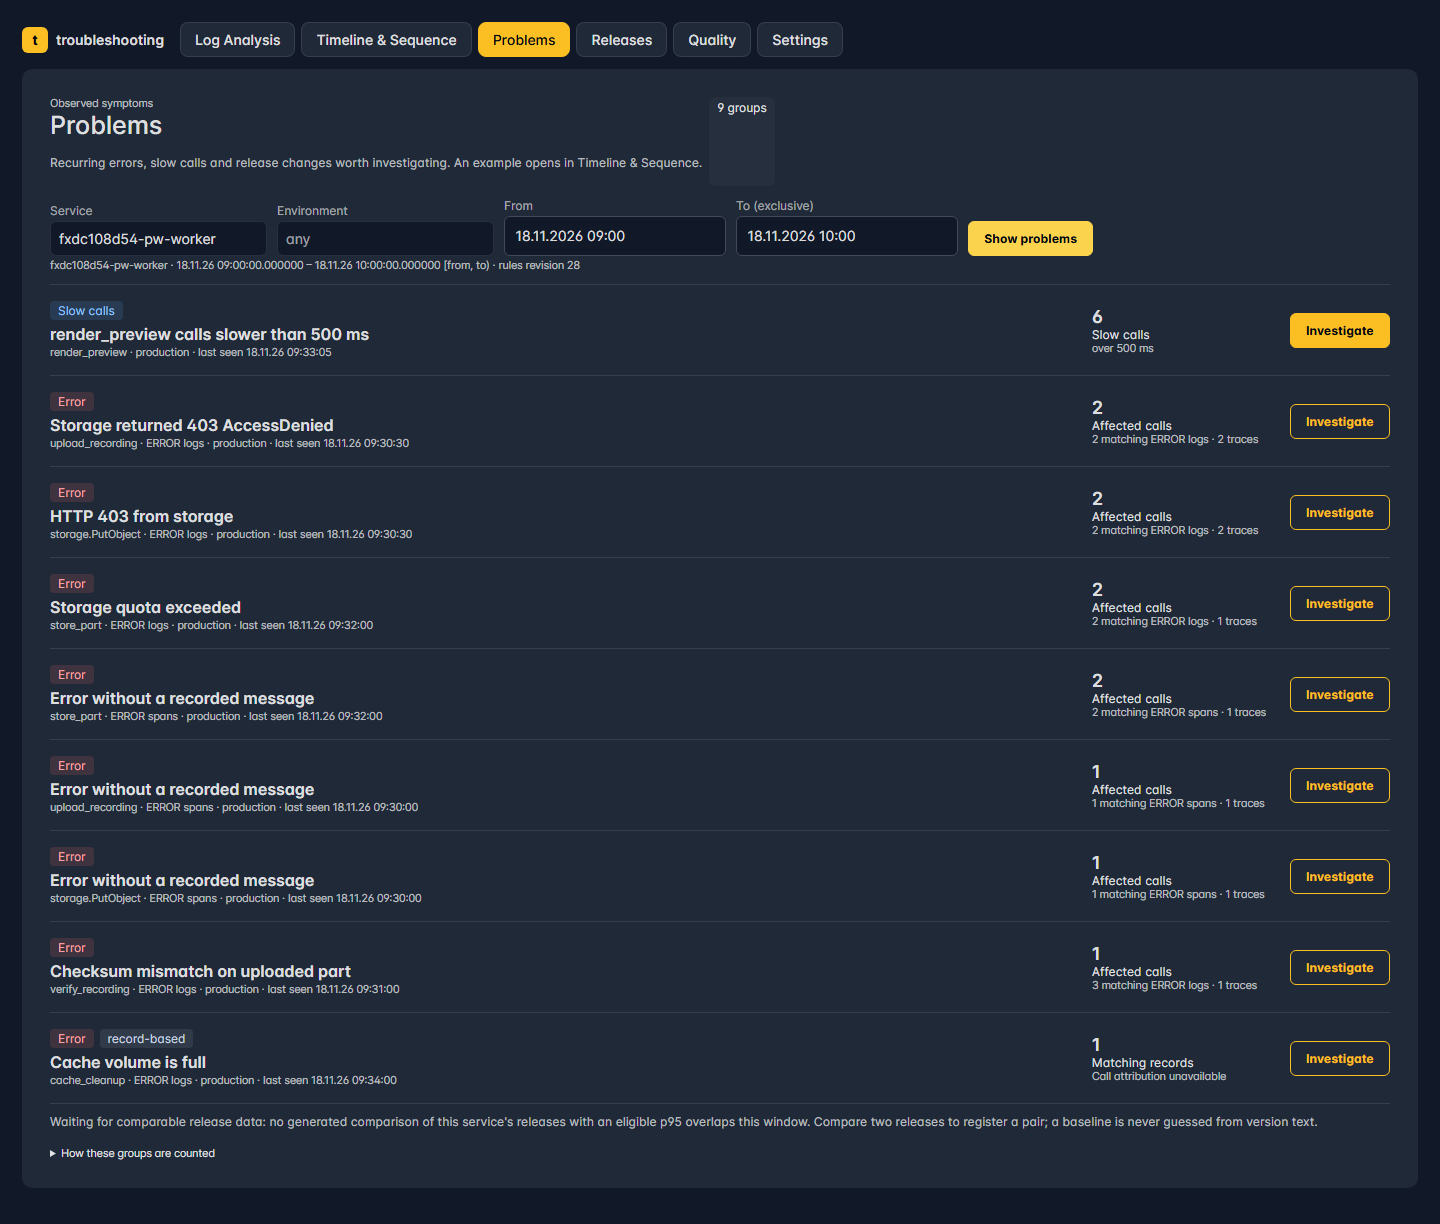 t troubleshooting Log Analysis Timeline & Sequence Problems Releases Quality Settings
Observed symptoms
Problems
9 groups
Recurring errors, slow calls and release changes worth investigating. An example opens in Timeline & Sequence.
Service Environment From To (exclusive)
fxdc108d54-pw-worker any 18.11.2026 09:00 18.11.2026 10:00 Show problems
fxdc108d54-pw-worker · 18.11.26 09:00:00.000000 – 18.11.26 10:00:00.000000 [from, to) · rules revision 28
Slow calls
render_preview calls slower than 500 ms
render_preview · production · last seen 18.11.26 09:33:05
6
Slow calls
over 500 ms
Investigate
Error
Storage returned 403 AccessDenied
upload_recording · ERROR logs · production · last seen 18.11.26 09:30:30
2
Affected calls
2 matching ERROR logs · 2 traces
Investigate
Error
HTTP 403 from storage
storage.PutObject · ERROR logs · production · last seen 18.11.26 09:30:30
2
Affected calls
2 matching ERROR logs · 2 traces
Investigate
Error
Storage quota exceeded
store_part · ERROR logs · production · last seen 18.11.26 09:32:00
2
Affected calls
2 matching ERROR logs · 1 traces
Investigate
Error
Error without a recorded message
store_part · ERROR spans · production · last seen 18.11.26 09:32:00
2
Affected calls
2 matching ERROR spans · 1 traces
Investigate
Error
Error without a recorded message
upload_recording · ERROR spans · production · last seen 18.11.26 09:30:00
1
Affected calls
1 matching ERROR spans · 1 traces
Investigate
Error
Error without a recorded message
storage.PutObject · ERROR spans · production · last seen 18.11.26 09:30:00
1
Affected calls
1 matching ERROR spans · 1 traces
Investigate
Error
Checksum mismatch on uploaded part
verify_recording · ERROR logs · production · last seen 18.11.26 09:31:00
1
Affected calls
3 matching ERROR logs · 1 traces
Investigate
Error record-based
Cache volume is full
cache_cleanup · ERROR logs · production · last seen 18.11.26 09:34:00
1
Matching records
Call attribution unavailable
Investigate
Waiting for comparable release data: no generated comparison of this service's releases with an eligible p95 overlaps this window. Compare two releases to register a pair; a baseline is never guessed from version text.
How these groups are counted